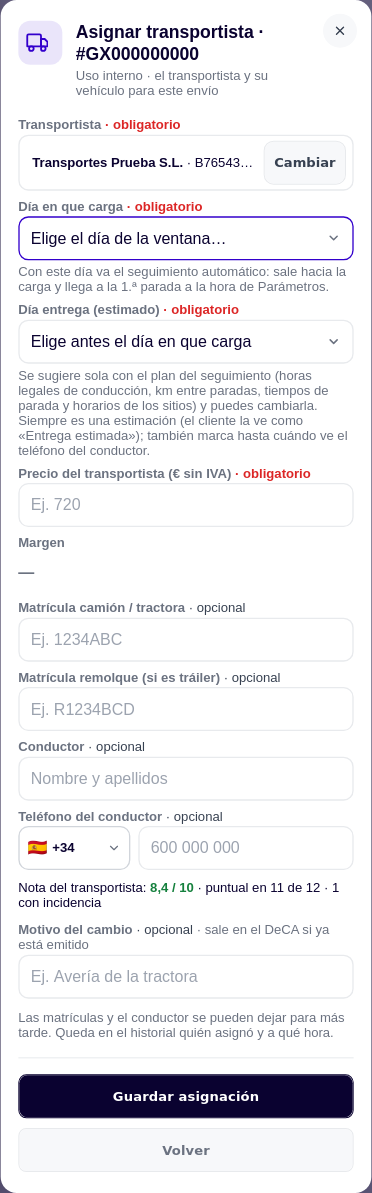 Asignar transportista ·
#GX000000000
×
Uso interno · el transportista y su
vehículo para este envío
Transportista · obligatorio
Transportes Prueba S.L. · B76543…
Cambiar
Día en que carga · obligatorio
Elige el día de la ventana…
Con este día va el seguimiento automático: sale hacia la
carga y llega a la 1.ª parada a la hora de Parámetros.
Día entrega (estimado) · obligatorio
Elige antes el día en que carga
Se sugiere sola con el plan del seguimiento (horas
legales de conducción, km entre paradas, tiempos de
parada y horarios de los sitios) y puedes cambiarla.
Siempre es una estimación (el cliente la ve como
«Entrega estimada»); también marca hasta cuándo ve el
teléfono del conductor.
Precio del transportista (€ sin IVA) · obligatorio
Ej. 720
Margen
—
Matrícula camión / tractora · opcional
Ej. 1234ABC
Matrícula remolque (si es tráiler) · opcional
Ej. R1234BCD
Conductor · opcional
Nombre y apellidos
Teléfono del conductor · opcional
+34
600 000 000
Nota del transportista: 8,4 / 10 · puntual en 11 de 12 · 1
con incidencia
Motivo del cambio · opcional · sale en el DeCA si ya
está emitido
Ej. Avería de la tractora
Las matrículas y el conductor se pueden dejar para más
tarde. Queda en el historial quién asignó y a qué hora.
Guardar asignación
Volver